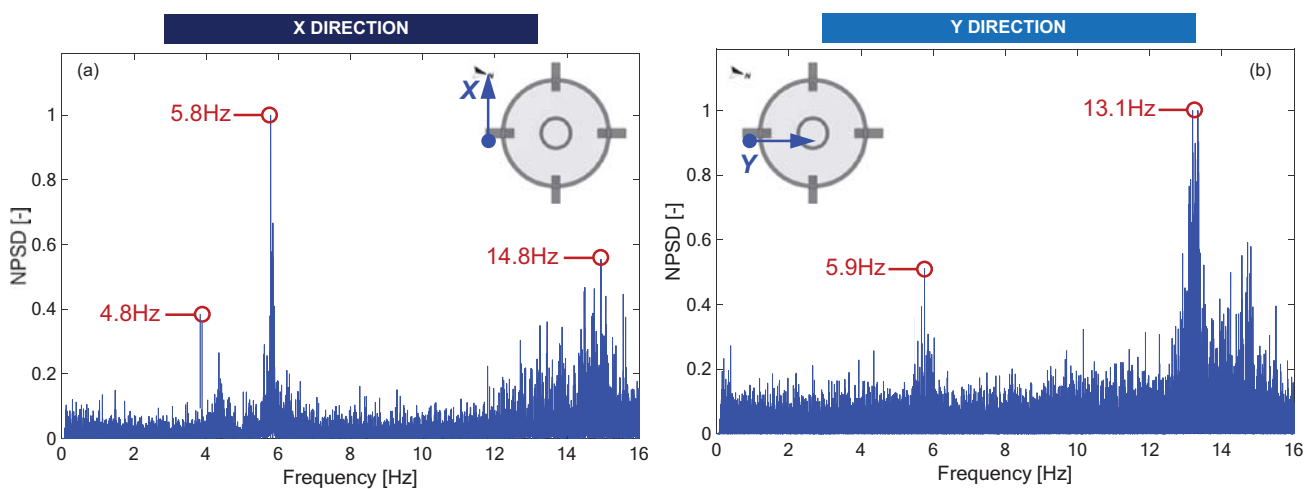 X DIRECTION
(a)
N
X
5.8Hz
4.8Hz
14.8Hz
NPSD [-]
1
0.8
0.6
0.4
0.2
0
0 2 4 6 8 10 12 14 16
Frequency [Hz]
Y DIRECTION
(b)
N
Y
13.1Hz
5.9Hz
NPSD [-]
1
0.8
0.6
0.4
0.2
0
0 2 4 6 8 10 12 14 16
Frequency [Hz]